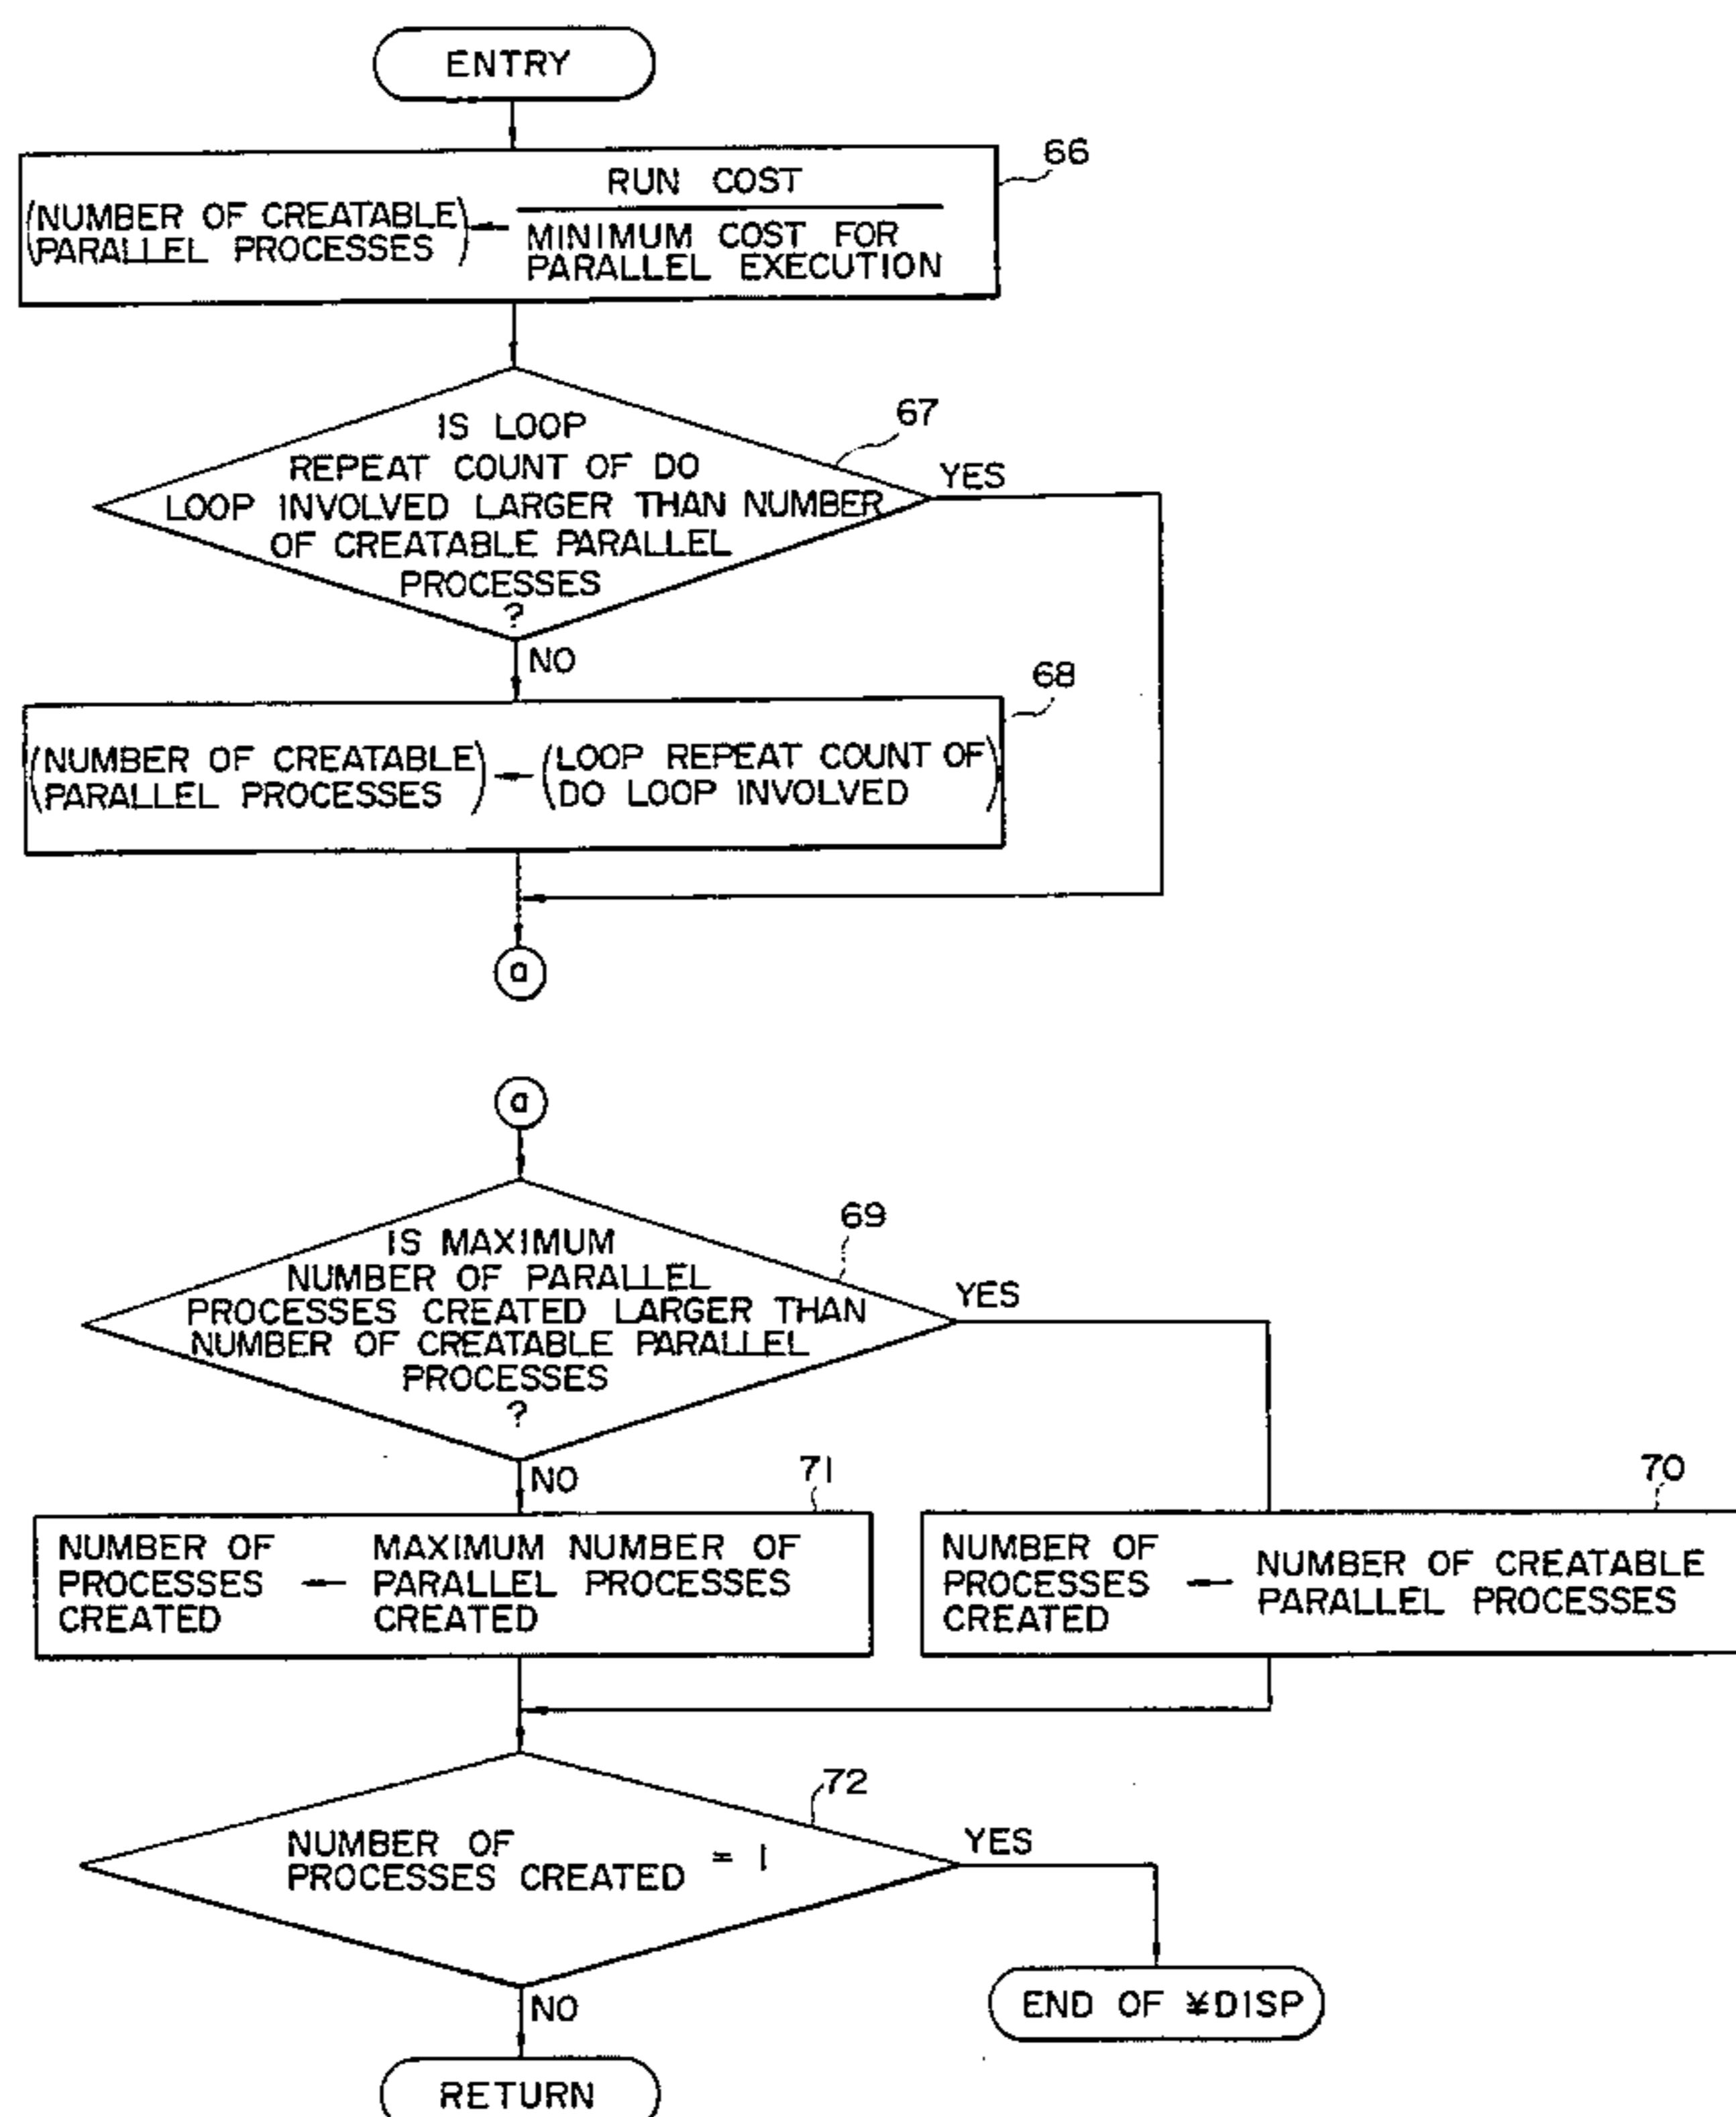 ENTRY
66
(NUMBER OF CREATABLE
PARALLEL PROCESSES) ←
RUN COST
MINIMUM COST FOR
PARALLEL EXECUTION
67
IS LOOP
REPEAT COUNT OF DO
LOOP INVOLVED LARGER THAN NUMBER
OF CREATABLE PARALLEL
PROCESSES
?
YES
NO
68
(NUMBER OF CREATABLE
PARALLEL PROCESSES) ←
(LOOP REPEAT COUNT OF
DO LOOP INVOLVED)
a
a
69
IS MAXIMUM
NUMBER OF PARALLEL
PROCESSES CREATED LARGER THAN
NUMBER OF CREATABLE PARALLEL
PROCESSES
?
YES
NO
71
NUMBER OF
PROCESSES ←
CREATED
MAXIMUM NUMBER OF
PARALLEL PROCESSES
CREATED
70
NUMBER OF
PROCESSES ←
CREATED
NUMBER OF CREATABLE
PARALLEL PROCESSES
72
NUMBER OF
PROCESSES CREATED = 1
YES
NO
END OF ¥DISP
RETURN